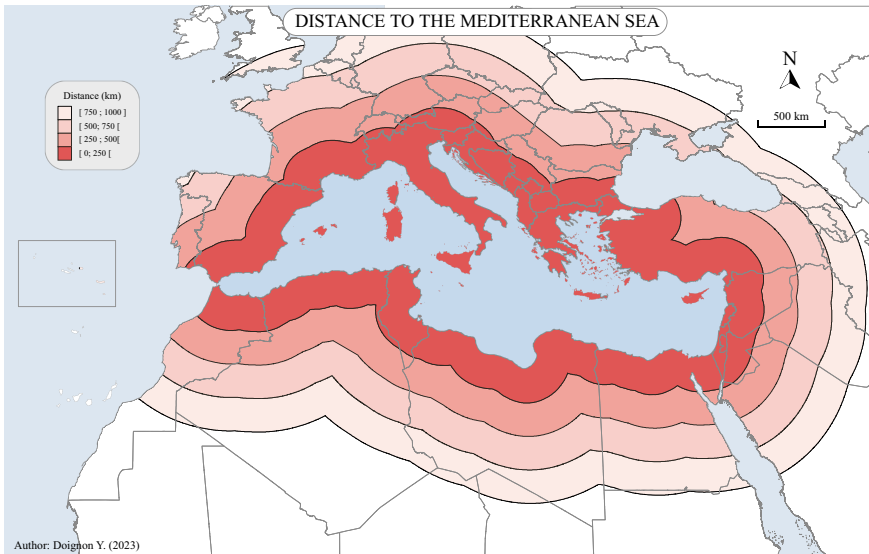 DISTANCE TO THE MEDITERRANEAN SEA
N
500 km
Distance (km)
[ 750 ; 1000 ]
[ 500; 750 [
[ 250 ; 500[
[ 0; 250 [
Author: Doignon Y. (2023)